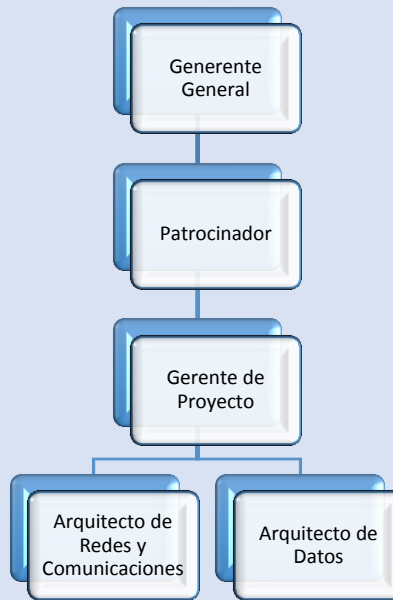 Generente
General
Patrocinador
Gerente de
Proyecto
Arquitecto de
Redes y
Comunicaciones
Arquitecto de
Datos